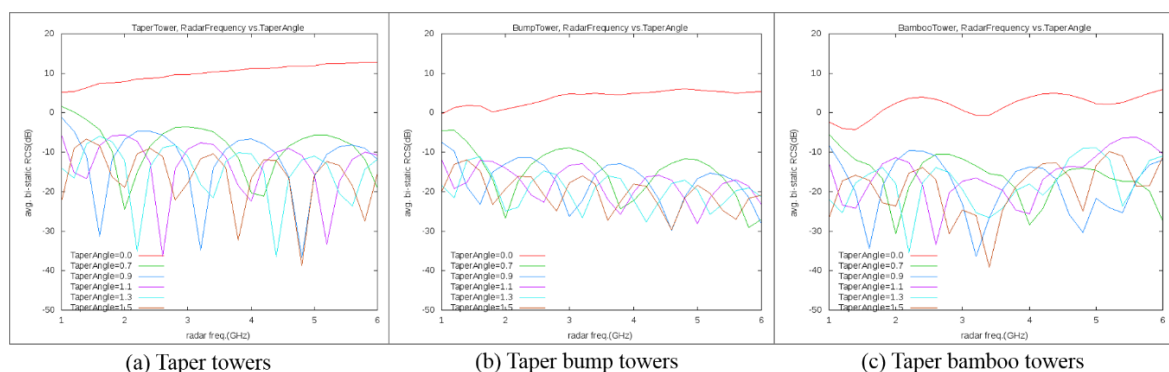 TaperTower, RadarFrequency vs.TaperAngle
20
10
0
-10
-20
-30
-40
-50
avg. bi-static RCS(dB)
TaperAngle=0.0
TaperAngle=0.7
TaperAngle=0.9
TaperAngle=1.1
TaperAngle=1.3
TaperAngle=1.5
1 2 3 4 5 6
radar freq.(GHz)
(a) Taper towers
BumpTower, RadarFrequency vs.TaperAngle
20
10
0
-10
-20
-30
-40
-50
avg. bi-static RCS(dB)
TaperAngle=0.0
TaperAngle=0.7
TaperAngle=0.9
TaperAngle=1.1
TaperAngle=1.3
TaperAngle=1.5
1 2 3 4 5 6
radar freq.(GHz)
(b) Taper bump towers
BambooTower, RadarFrequency vs.TaperAngle
20
10
0
-10
-20
-30
-40
-50
avg. bi-static RCS(dB)
TaperAngle=0.0
TaperAngle=0.7
TaperAngle=0.9
TaperAngle=1.1
TaperAngle=1.3
TaperAngle=1.5
1 2 3 4 5 6
radar freq.(GHz)
(c) Taper bamboo towers